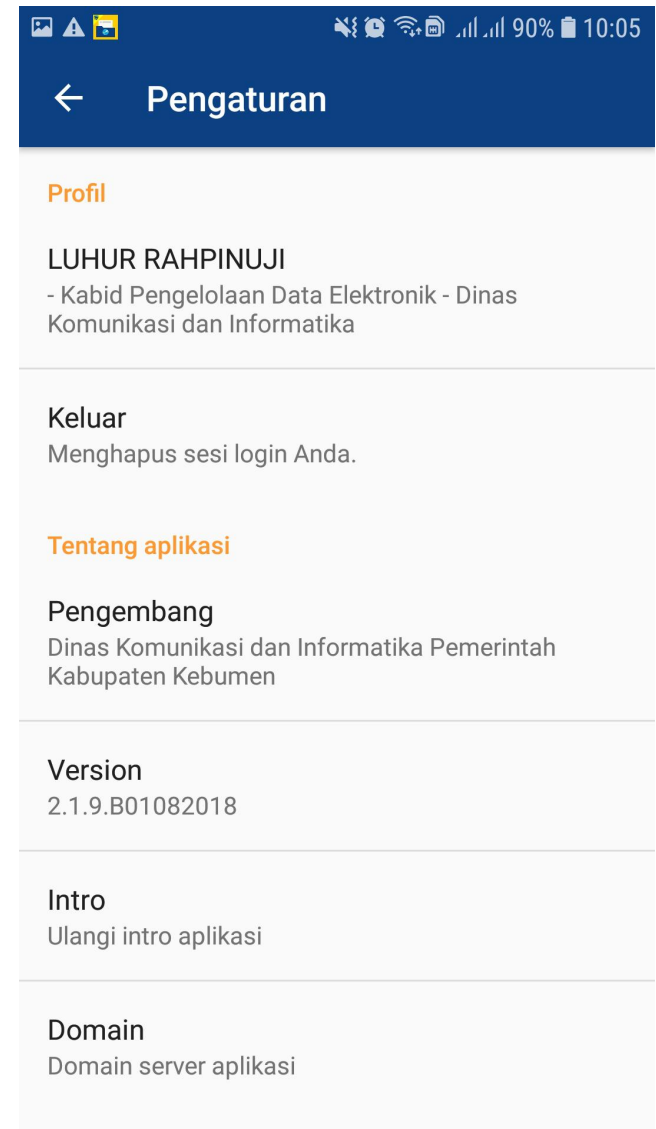 90% 10:05
Pengaturan
Profil
LUHUR RAHPINUJI
- Kabid Pengelolaan Data Elektronik - Dinas
Komunikasi dan Informatika
Keluar
Menghapus sesi login Anda.
Tentang aplikasi
Pengembang
Dinas Komunikasi dan Informatika Pemerintah
Kabupaten Kebumen
Version
2.1.9.B01082018
Intro
Ulangi intro aplikasi
Domain
Domain server aplikasi